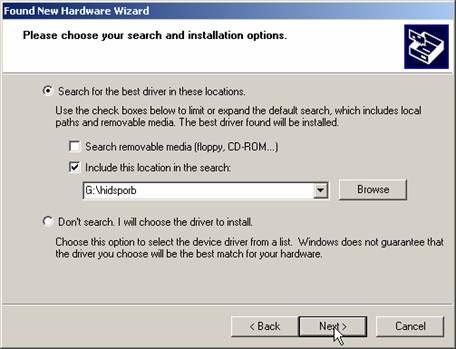 Found New Hardware Wizard
Please choose your search and installation options.
Search for the best driver in these locations.
Use the check boxes below to limit or expand the default search, which includes local
paths and removable media. The best driver found will be installed.
Search removable media (floppy, CD-ROM...)
Include this location in the search:
G:\hidsporb
Browse
Don't search. I will choose the driver to install.
Choose this option to select the device driver from a list. Windows does not guarantee that
the driver you choose will be the best match for your hardware.
< Back
Next >
Cancel